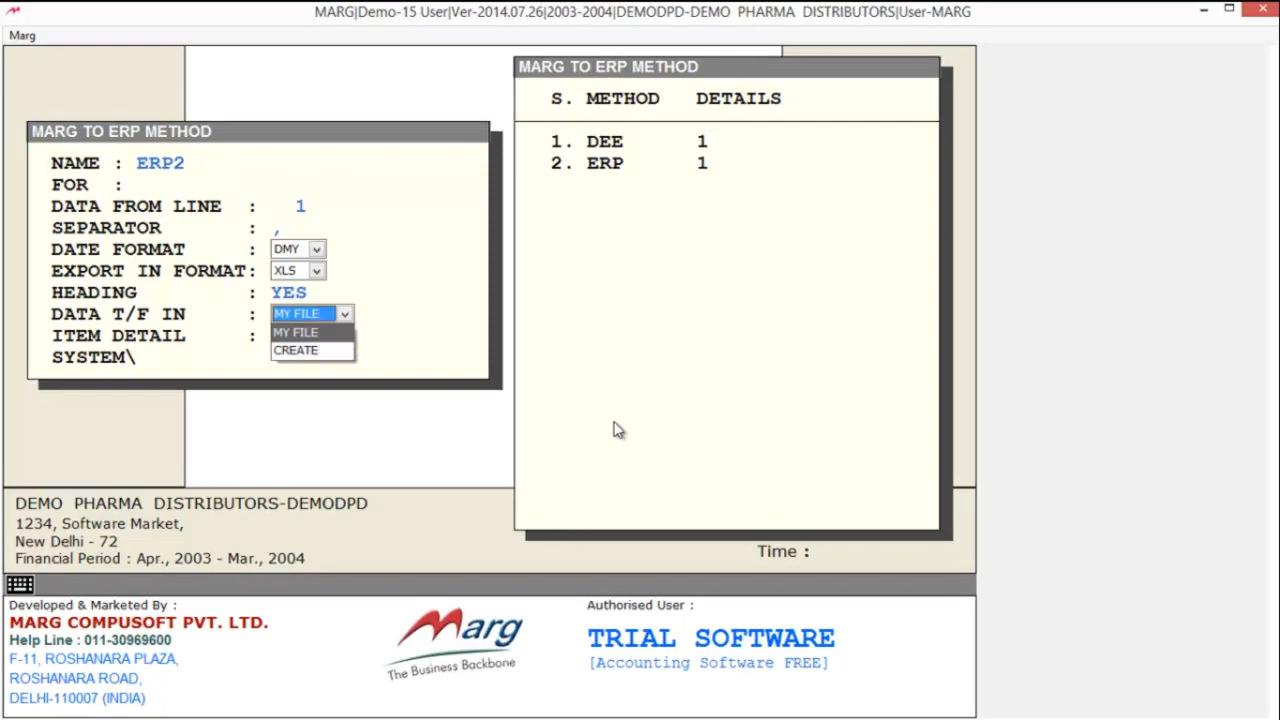 MARG|Demo-15 User|Ver-2014.07.26|2003-2004|DEMODPD-DEMO PHARMA DISTRIBUTORS|User-MARG
Marg
MARG TO ERP METHOD
NAME : ERP2
FOR :
DATA FROM LINE : 1
SEPARATOR : ,
DATE FORMAT : DMY
EXPORT IN FORMAT: XLS
HEADING : YES
DATA T/F IN : MY FILE
MY FILE
ITEM DETAIL :
CREATE
SYSTEM\
MARG TO ERP METHOD
S. METHOD DETAILS
1. DEE 1
2. ERP 1
DEMO PHARMA DISTRIBUTORS-DEMODPD
1234, Software Market,
New Delhi - 72
Financial Period : Apr., 2003 - Mar., 2004
Time :
Developed & Marketed By :
MARG COMPUSOFT PVT. LTD.
Help Line : 011-30969600
F-11, ROSHANARA PLAZA,
ROSHANARA ROAD,
DELHI-110007 (INDIA)
Marg
The Business Backbone
Authorised User :
TRIAL SOFTWARE
[Accounting Software FREE]